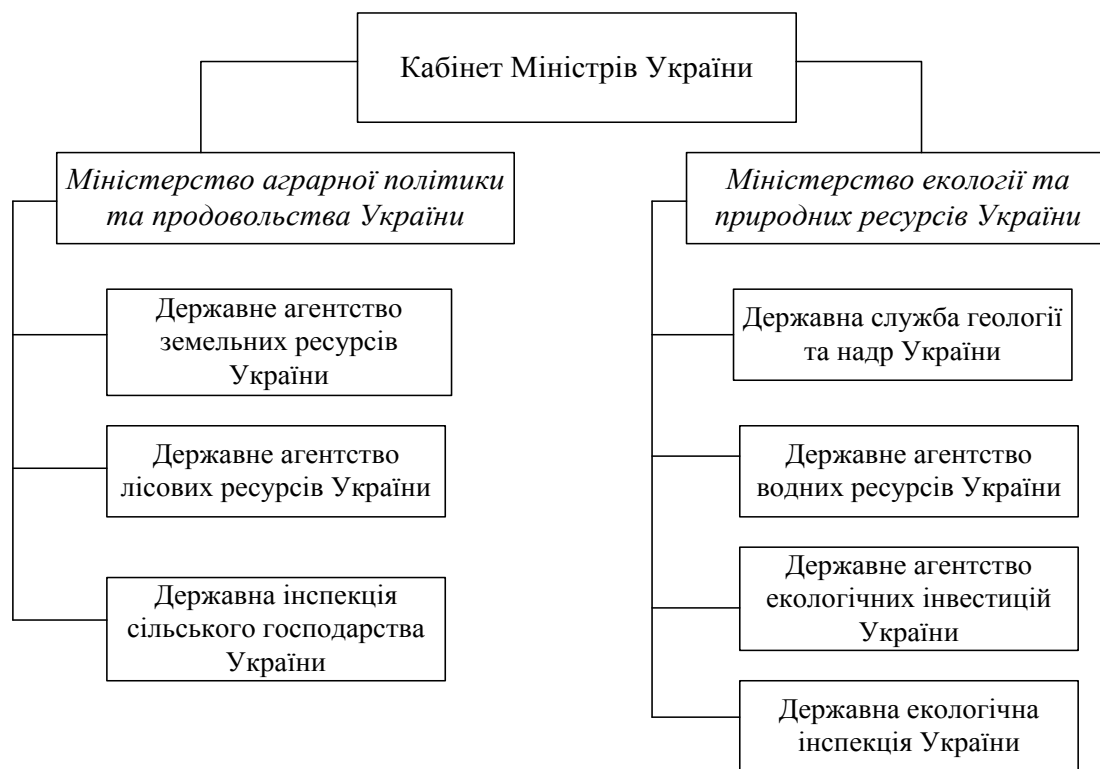 Кабінет Міністрів України
Міністерство аграрної політики
та продовольства України
Державне агентство
земельних ресурсів
України
Державне агентство
лісових ресурсів України
Державна інспекція
сільського господарства
України
Міністерство екології та
природних ресурсів України
Державна служба геології
та надр України
Державне агентство
водних ресурсів України
Державне агентство
екологічних інвестицій
України
Державна екологічна
інспекція України